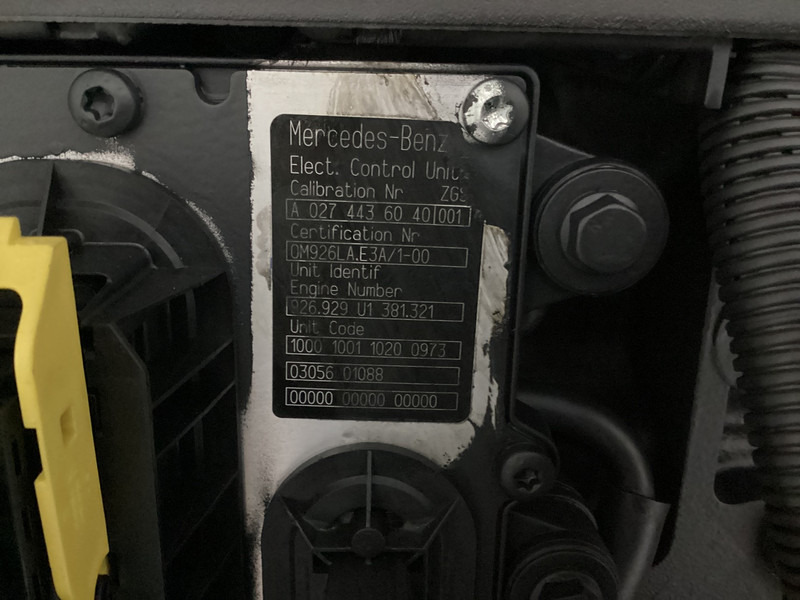 Mercedes-Benz
Elect. Control Unit
Calibration Nr ZGS
A 027 443 60 40 001
Certification Nr
OM926LA.E3A/1-00
Unit Identif
Engine Number
926.929 U1 381.321
Unit Code
1000 1001 1020 0973
03056 01088
00000 00000 00000